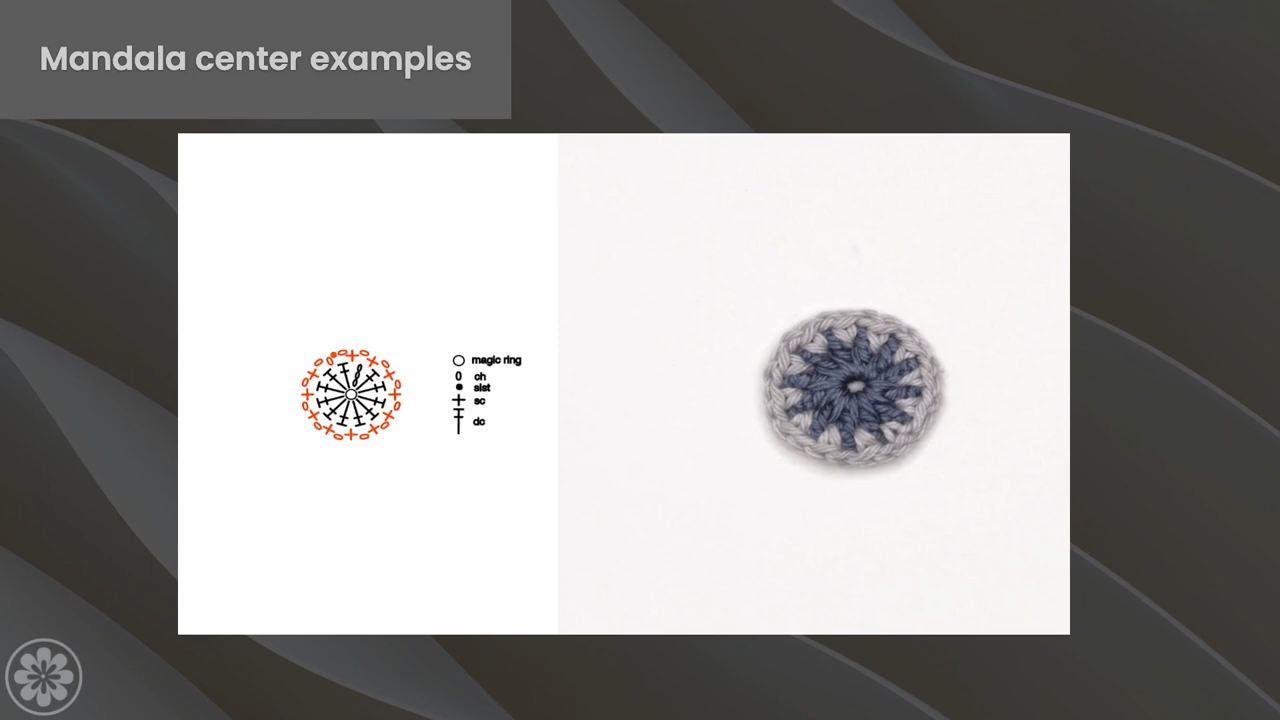 Mandala center examples
magic ring
ch
slst
sc
dc